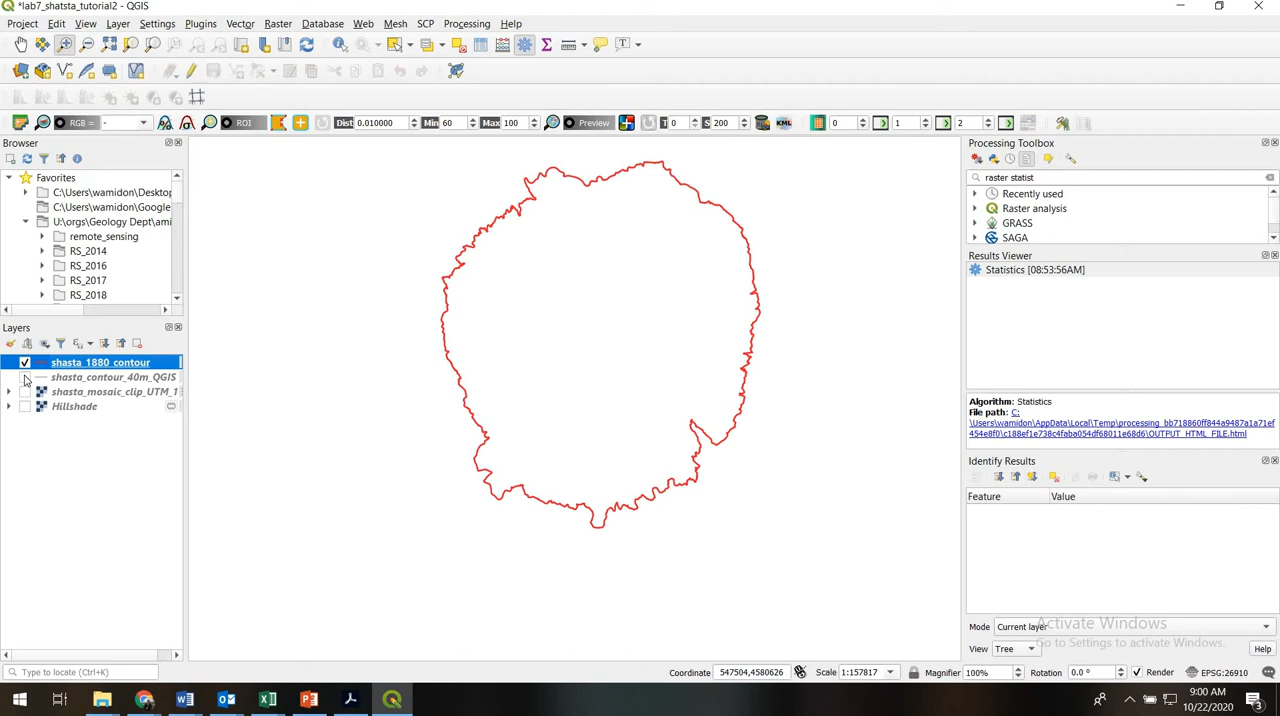 *lab7_shatsta_tutorial2 - QGIS
Project Edit View Layer Settings Plugins Vector Raster Database Web Mesh SCP Processing Help
RGB = - ROI Dist 0.010000 Min 60 Max 100 Preview T 0 S 200 KML 0 1 2
Browser
Favorites
C:\Users\wamidon\Deskto
C:\Users\wamidon\Google
U:\orgs\Geology Dept\ami
remote_sensing
RS_2014
RS_2016
RS_2017
RS_2018
Layers
shasta_1880_contour
shasta_contour_40m_QGIS
shasta_mosaic_clip_UTM_1
Hillshade
Processing Toolbox
raster statist
Recently used
Raster analysis
GRASS
SAGA
Results Viewer
Statistics [08:53:56AM]
Algorithm: Statistics
File path: C:
\Users\wamidon\AppData\Local\Temp\processing_bb718860ff844a9487a1a71ef
454e8f0\c188ef1e738c4faba054df68011e68d6\OUTPUT_HTML_FILE.html
Identify Results
Feature Value
Mode Current layer
Activate Windows
Go to Settings to activate Windows.
View Tree Help
Type to locate (Ctrl+K) Coordinate 547504,4580626 Scale 1:157817 Magnifier 100% Rotation 0.0 ° Render EPSG:26910
9:00 AM
10/22/2020
3